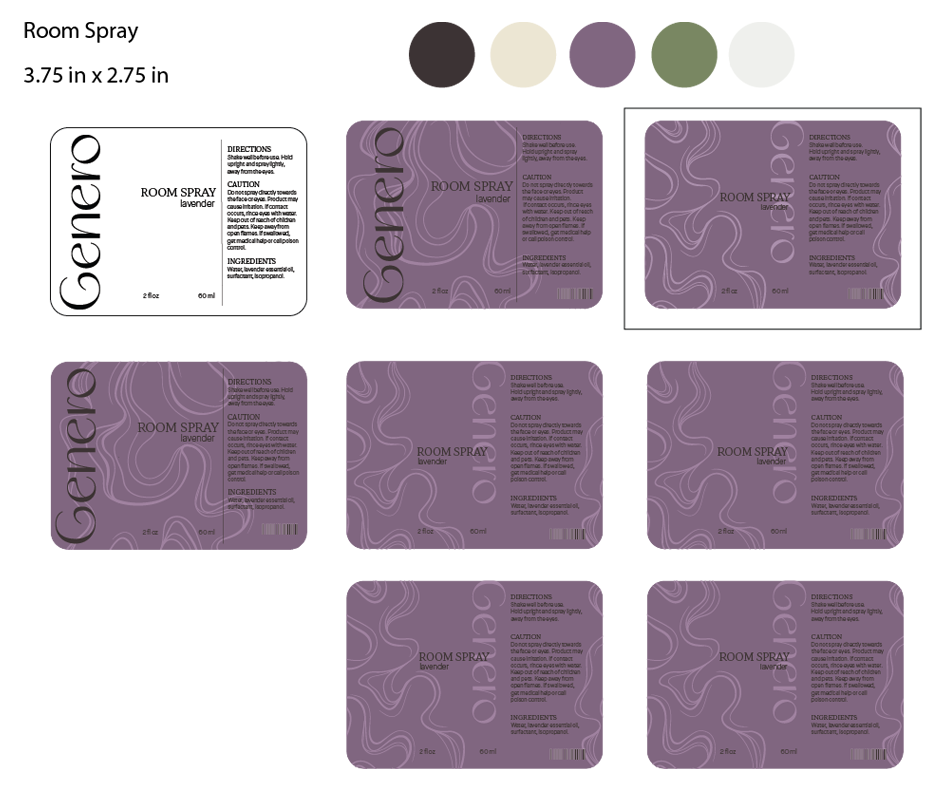 Room Spray
3.75 in x 2.75 in
Genero
ROOM SPRAY
lavender
2 fl oz 60 ml
DIRECTIONS
Shake well before use. Hold
upright and spray lightly,
away from the eyes.
CAUTION
Do not spray directly towards
the face or eyes. Product may
cause irritation. If contact
occurs, rince eyes with water.
Keep out of reach of children
and pets. Keep away from
open flames. If swallowed,
get medical help or call poison
control.
INGREDIENTS
Water, lavender essential oil,
surfactant, isopropanol.
Genero
ROOM SPRAY
lavender
2 fl oz 60 ml
DIRECTIONS
Shake well before use.
Hold upright and spray
lightly, away from the eyes.
CAUTION
Do not spray directly towards
the face or eyes. Product
may cause irritation.
If contact occurs, rince eyes
with water. Keep out of reach
of children and pets. Keep
away from open flames. If
swallowed, get medical help
or call poison control.
INGREDIENTS
Water, lavender essential oil,
surfactant, isopropanol.
Genero
ROOM SPRAY
lavender
2 fl oz 60 ml
DIRECTIONS
Shake well before use.
Hold upright and spray lightly,
away from the eyes.
CAUTION
Do not spray directly towards
the face or eyes. Product may
cause irritation. If contact
occurs, rince eyes with water.
Keep out of reach of children
and pets. Keep away from
open flames. If swallowed,
get medical help or call
poison control.
INGREDIENTS
Water, lavender essential oil,
surfactant, isopropanol.
Genero
ROOM SPRAY
lavender
2 fl oz 60 ml
DIRECTIONS
Shake well before use. Hold
upright and spray lightly,
away from the eyes.
CAUTION
Do not spray directly towards
the face or eyes. Product may
cause irritation. If contact
occurs, rince eyes with water.
Keep out of reach of children
and pets. Keep away from
open flames. If swallowed,
get medical help or call poison
control.
INGREDIENTS
Water, lavender essential oil,
surfactant, isopropanol.
Genero
ROOM SPRAY
lavender
2 fl oz 60 ml
DIRECTIONS
Shake well before use.
Hold upright and spray lightly,
away from the eyes.
CAUTION
Do not spray directly towards
the face or eyes. Product may
cause irritation. If contact
occurs, rince eyes with water.
Keep out of reach of children
and pets. Keep away from
open flames. If swallowed,
get medical help or call
poison control.
INGREDIENTS
Water, lavender essential oil,
surfactant, isopropanol.
Genero
ROOM SPRAY
lavender
2 fl oz 60 ml
DIRECTIONS
Shake well before use.
Hold upright and spray lightly,
away from the eyes.
CAUTION
Do not spray directly towards
the face or eyes. Product may
cause irritation. If contact
occurs, rince eyes with water.
Keep out of reach of children
and pets. Keep away from
open flames. If swallowed,
get medical help or call
poison control.
INGREDIENTS
Water, lavender essential oil,
surfactant, isopropanol.
Genero
ROOM SPRAY
lavender
2 fl oz 60 ml
DIRECTIONS
Shake well before use.
Hold upright and spray lightly,
away from the eyes.
CAUTION
Do not spray directly towards
the face or eyes. Product may
cause irritation. If contact
occurs, rince eyes with water.
Keep out of reach of children
and pets. Keep away from
open flames. If swallowed,
get medical help or call
poison control.
INGREDIENTS
Water, lavender essential oil,
surfactant, isopropanol.
Genero
ROOM SPRAY
lavender
2 fl oz 60 ml
DIRECTIONS
Shake well before use.
Hold upright and spray lightly,
away from the eyes.
CAUTION
Do not spray directly towards
the face or eyes. Product may
cause irritation. If contact
occurs, rince eyes with water.
Keep out of reach of children
and pets. Keep away from
open flames. If swallowed,
get medical help or call
poison control.
INGREDIENTS
Water, lavender essential oil,
surfactant, isopropanol.